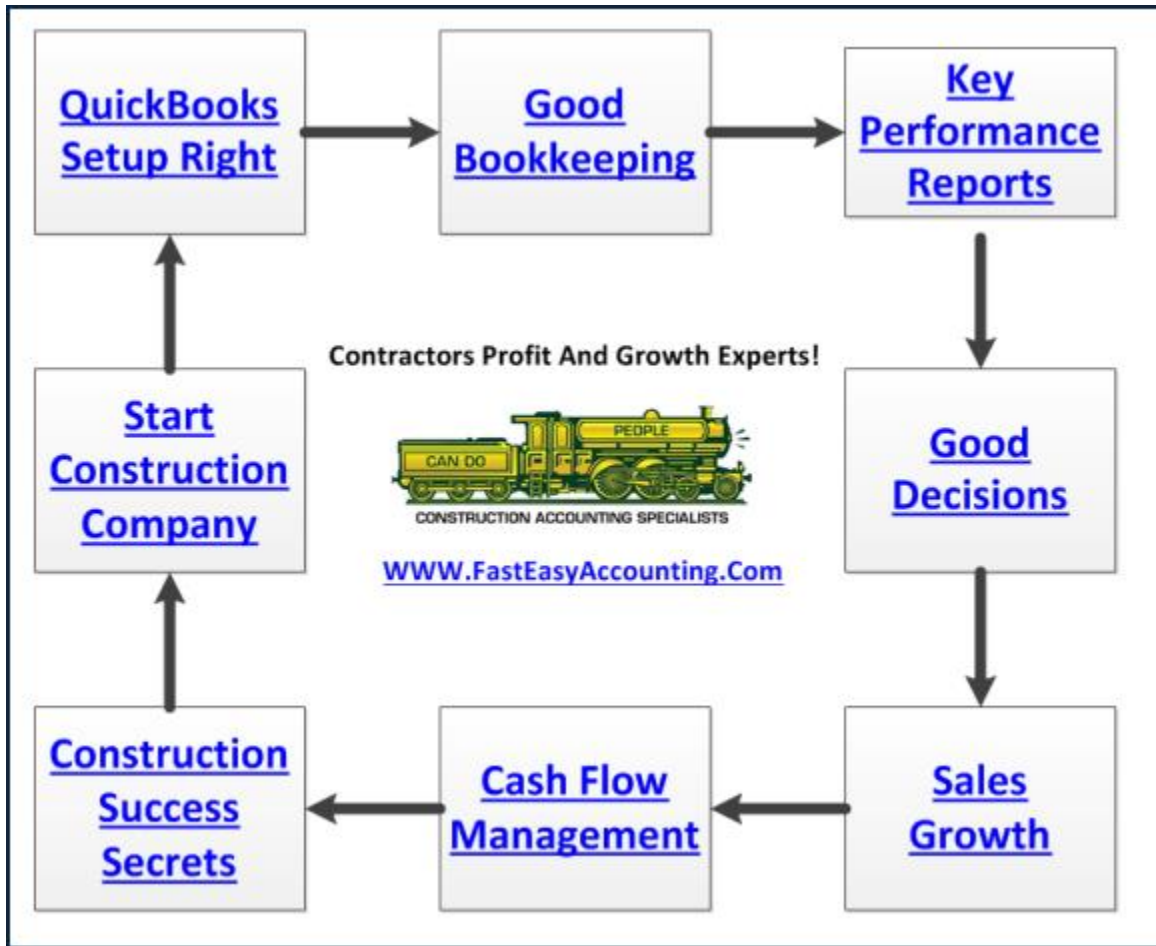 QuickBooks
Setup Right
Good
Bookkeeping
Key
Performance
Reports
Contractors Profit And Growth Experts!
Start
Construction
Company
PEOPLE
CAN DO
CONSTRUCTION ACCOUNTING SPECIALISTS
WWW.FastEasyAccounting.Com
Good
Decisions
Construction
Success
Secrets
Cash Flow
Management
Sales
Growth